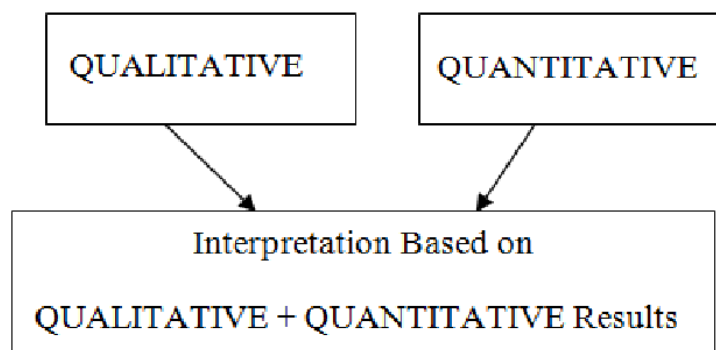 QUALITATIVE
QUANTITATIVE
Interpretation Based on
QUALITATIVE + QUANTITATIVE Results